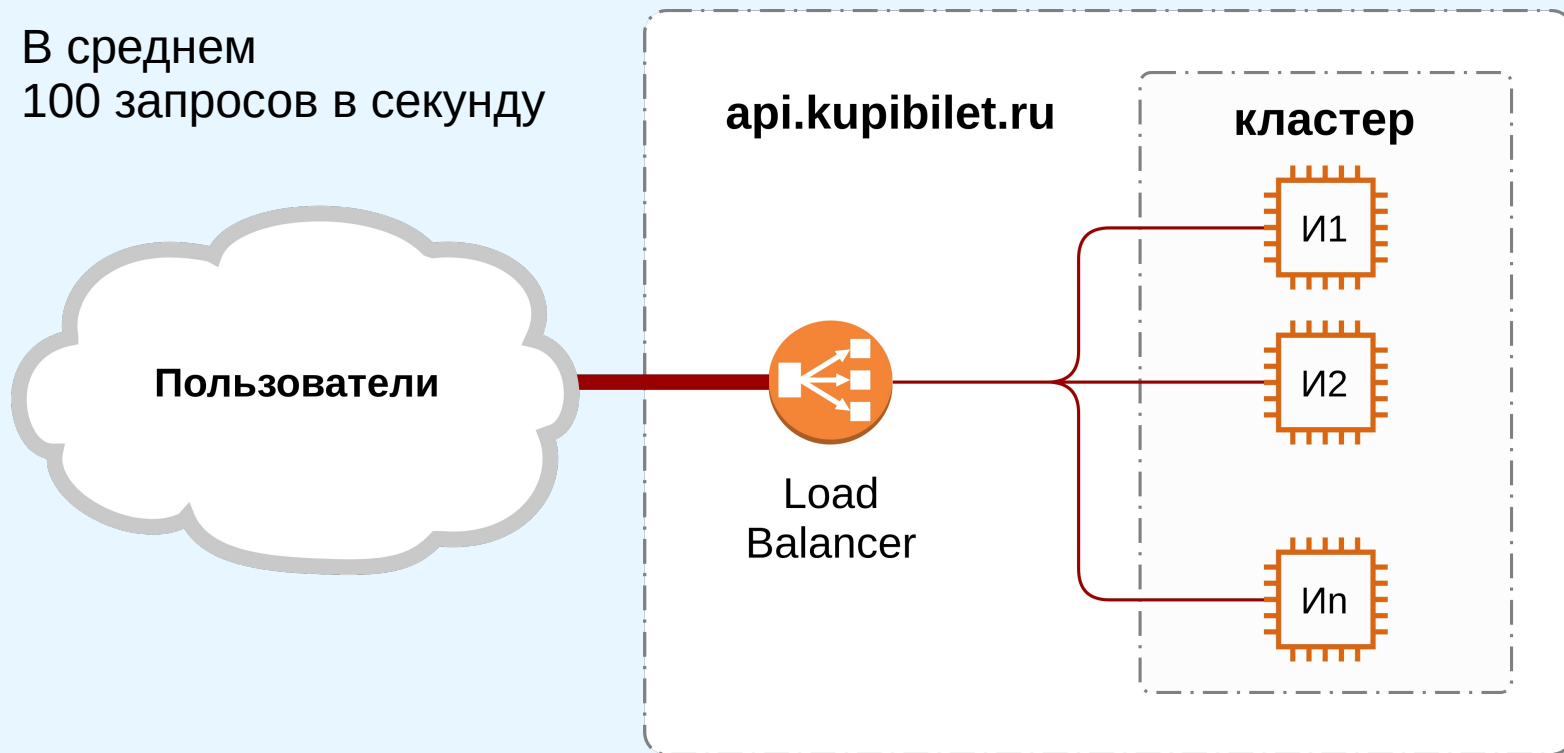 В среднем
100 запросов в секунду
api.kupibilet.ru
кластер
И1
Пользователи
И2
Load
Balancer
Иn